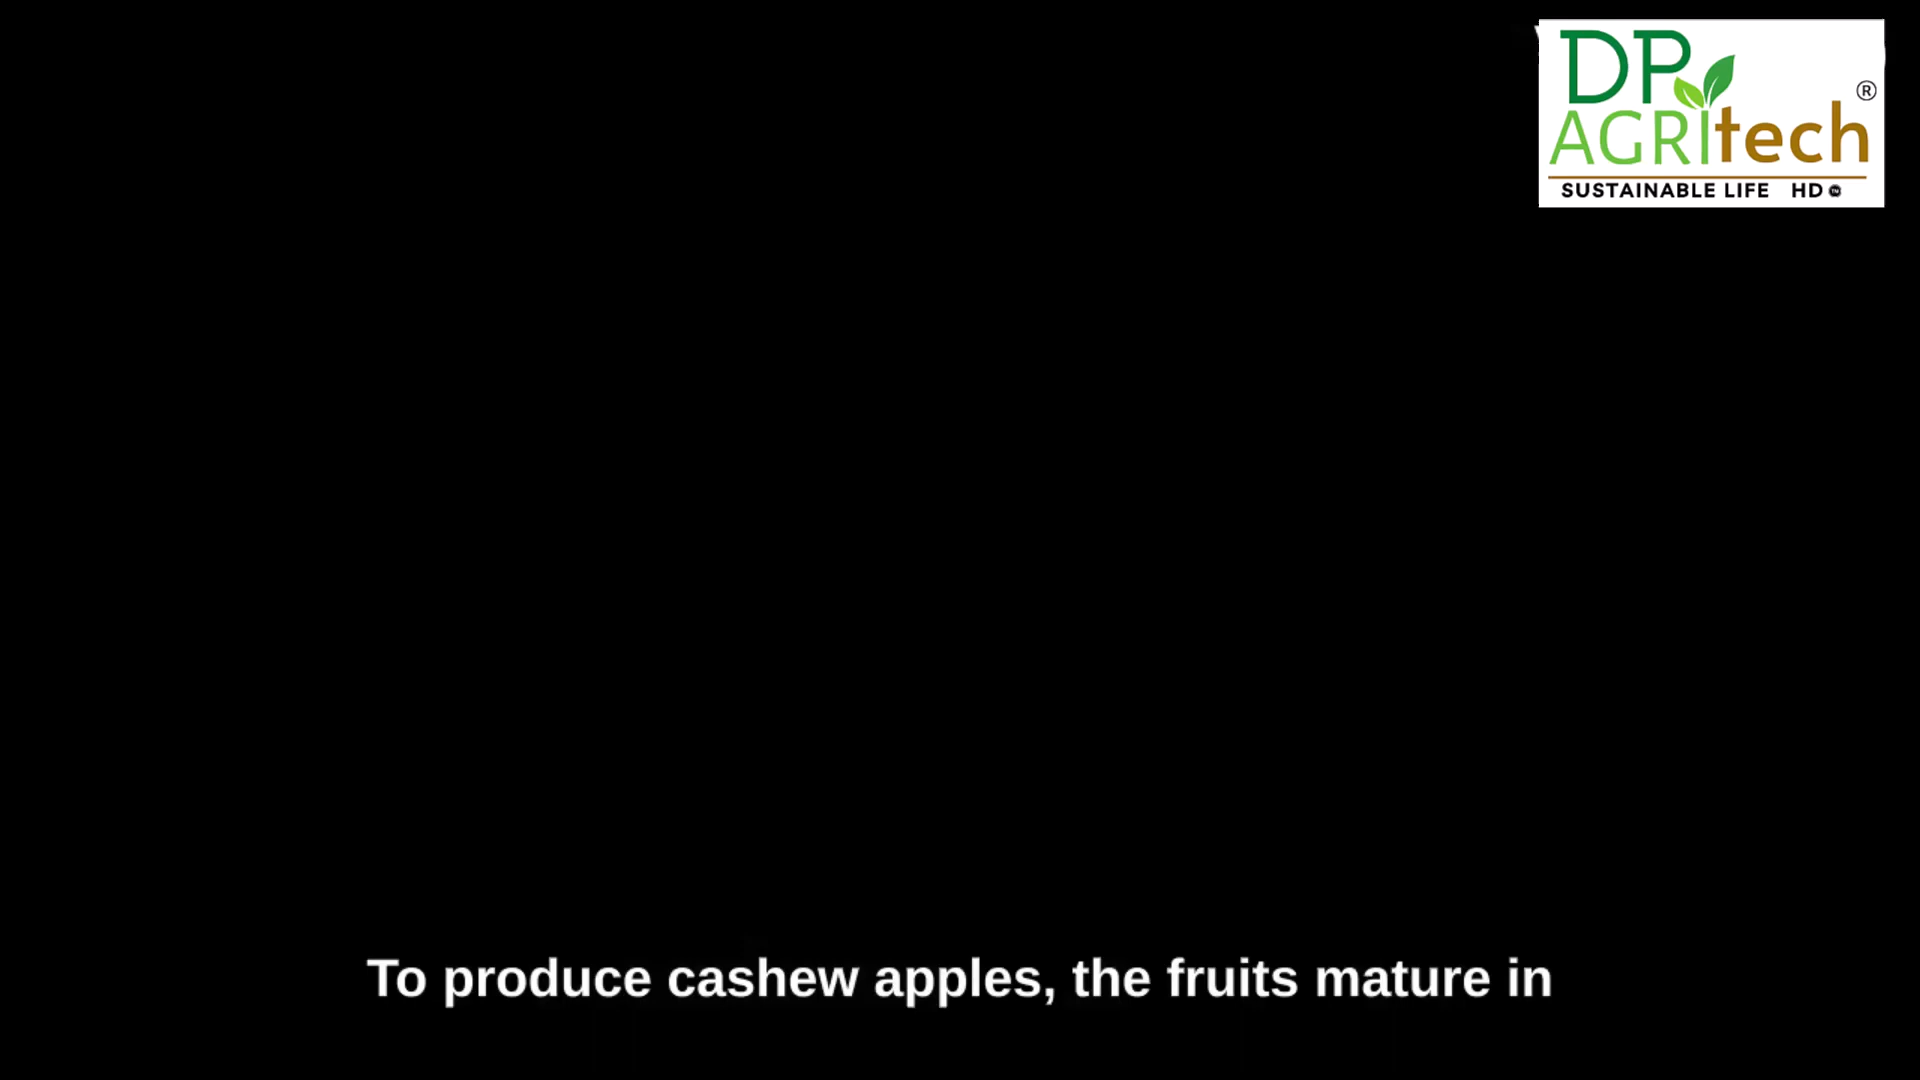 DP
AGRItech ®
SUSTAINABLE LIFE HD
To produce cashew apples, the fruits mature in